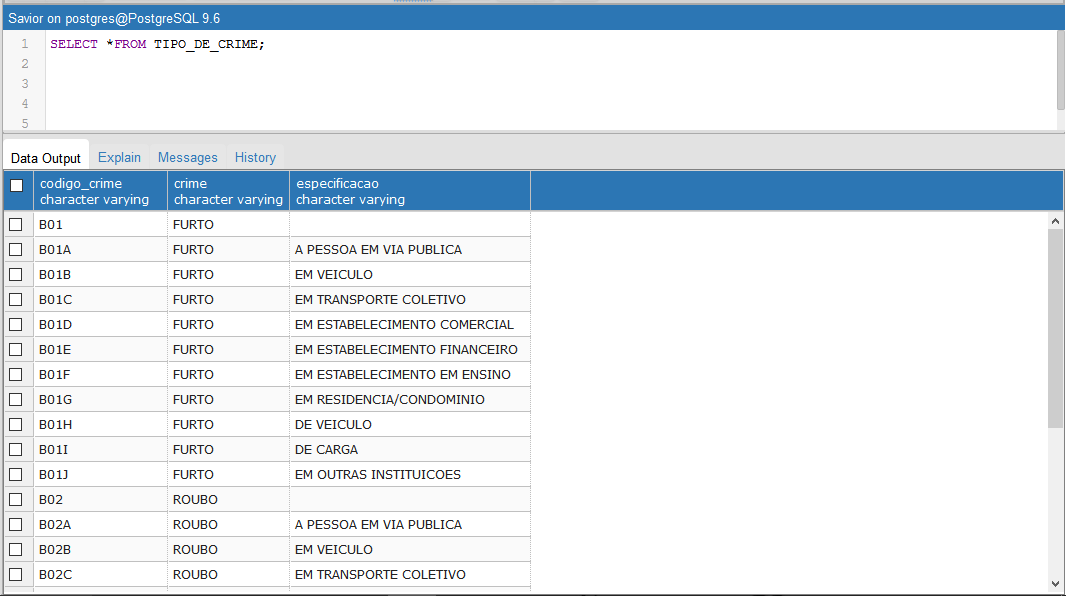 Savior on postgres@PostgreSQL 9.6
1 SELECT *FROM TIPO_DE_CRIME;
2
3
4
5
Data Output Explain Messages History
codigo_crime crime especificacao
character varying character varying character varying
B01 FURTO
B01A FURTO A PESSOA EM VIA PUBLICA
B01B FURTO EM VEICULO
B01C FURTO EM TRANSPORTE COLETIVO
B01D FURTO EM ESTABELECIMENTO COMERCIAL
B01E FURTO EM ESTABELECIMENTO FINANCEIRO
B01F FURTO EM ESTABELECIMENTO EM ENSINO
B01G FURTO EM RESIDENCIA/CONDOMINIO
B01H FURTO DE VEICULO
B01I FURTO DE CARGA
B01J FURTO EM OUTRAS INSTITUICOES
B02 ROUBO
B02A ROUBO A PESSOA EM VIA PUBLICA
B02B ROUBO EM VEICULO
B02C ROUBO EM TRANSPORTE COLETIVO